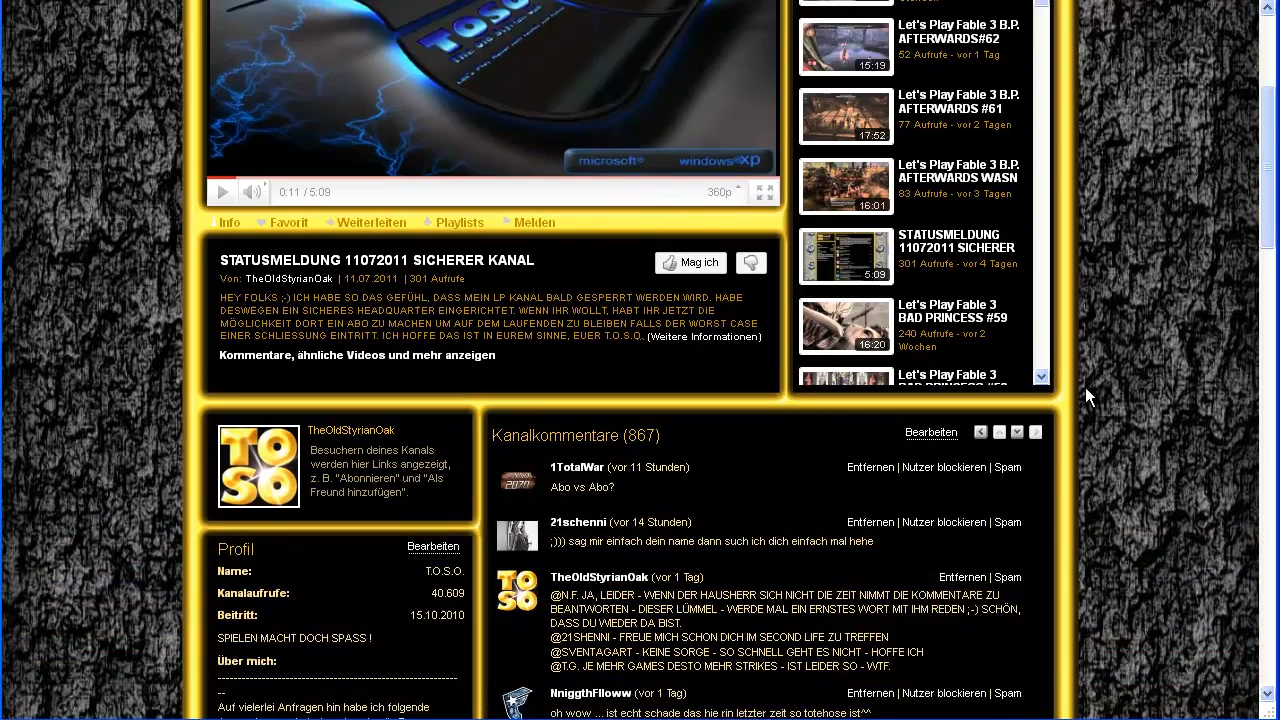 TOSO
The Old Styrian Oak
microsoft® windows®xp
0:11 / 5:09
360p
Info Favorit Weiterleiten Playlists Melden
STATUSMELDUNG 11072011 SICHERER KANAL
Mag ich
Von: TheOldStyrianOak | 11.07.2011 | 301 Aufrufe
HEY FOLKS ;-) ICH HABE SO DAS GEFÜHL, DASS MEIN LP KANAL BALD GESPERRT WERDEN WIRD. HABE
DESWEGEN EIN SICHERES HEADQUARTER EINGERICHTET. WENN IHR WOLLT, HABT IHR JETZT DIE
MÖGLICHKEIT DORT EIN ABO ZU MACHEN UM AUF DEM LAUFENDEN ZU BLEIBEN FALLS DER WORST CASE
EINER SCHLIESSUNG EINTRITT. ICH HOFFE DAS IST IN EUREM SINNE, EUER T.O.S.O.. (Weitere Informationen)
Kommentare, ähnliche Videos und mehr anzeigen
Let's Play Fable 3 B.P.
AFTERWARDS#62
52 Aufrufe - vor 1 Tag
15:19
Let's Play Fable 3 B.P.
AFTERWARDS #61
77 Aufrufe - vor 2 Tagen
17:52
Let's Play Fable 3 B.P.
AFTERWARDS WASN
83 Aufrufe - vor 3 Tagen
16:01
STATUSMELDUNG
11072011 SICHERER
301 Aufrufe - vor 4 Tagen
5:09
Let's Play Fable 3
BAD PRINCESS #59
240 Aufrufe - vor 2
Wochen
16:20
Let's Play Fable 3
TO
SO
TheOldStyrianOak
Besuchern deines Kanals
werden hier Links angezeigt,
z. B. "Abonnieren" und "Als
Freund hinzufügen".
Profil
Bearbeiten
Name: T.O.S.O.
Kanalaufrufe: 40.609
Beitritt: 15.10.2010
SPIELEN MACHT DOCH SPASS !
Über mich:
------------------------------------------------------------
--
Auf vielerlei Anfragen hin habe ich folgende
Kanalkommentare (867)
Bearbeiten
1TotalWar (vor 11 Stunden) Entfernen | Nutzer blockieren | Spam
Abo vs Abo?
21schenni (vor 14 Stunden) Entfernen | Nutzer blockieren | Spam
;))) sag mir einfach dein name dann such ich dich einfach mal hehe
TO
SO
TheOldStyrianOak (vor 1 Tag) Entfernen | Spam
@N.F. JA, LEIDER - WENN DER HAUSHERR SICH NICHT DIE ZEIT NIMMT DIE KOMMENTARE ZU
BEANTWORTEN - DIESER LÜMMEL - WERDE MAL EIN ERNSTES WORT MIT IHM REDEN ;-) SCHÖN,
DASS DU WIEDER DA BIST.
@21SHENNI - FREUE MICH SCHON DICH IM SECOND LIFE ZU TREFFEN
@SVENTAGART - KEINE SORGE - SO SCHNELL GEHT ES NICHT - HOFFE ICH
@T.G. JE MEHR GAMES DESTO MEHR STRIKES - IST LEIDER SO - WTF.
NniggthFlloww (vor 1 Tag) Entfernen | Nutzer blockieren | Spam
oh wow ... ist echt schade das hie rin letzter zeit so totehose ist^^